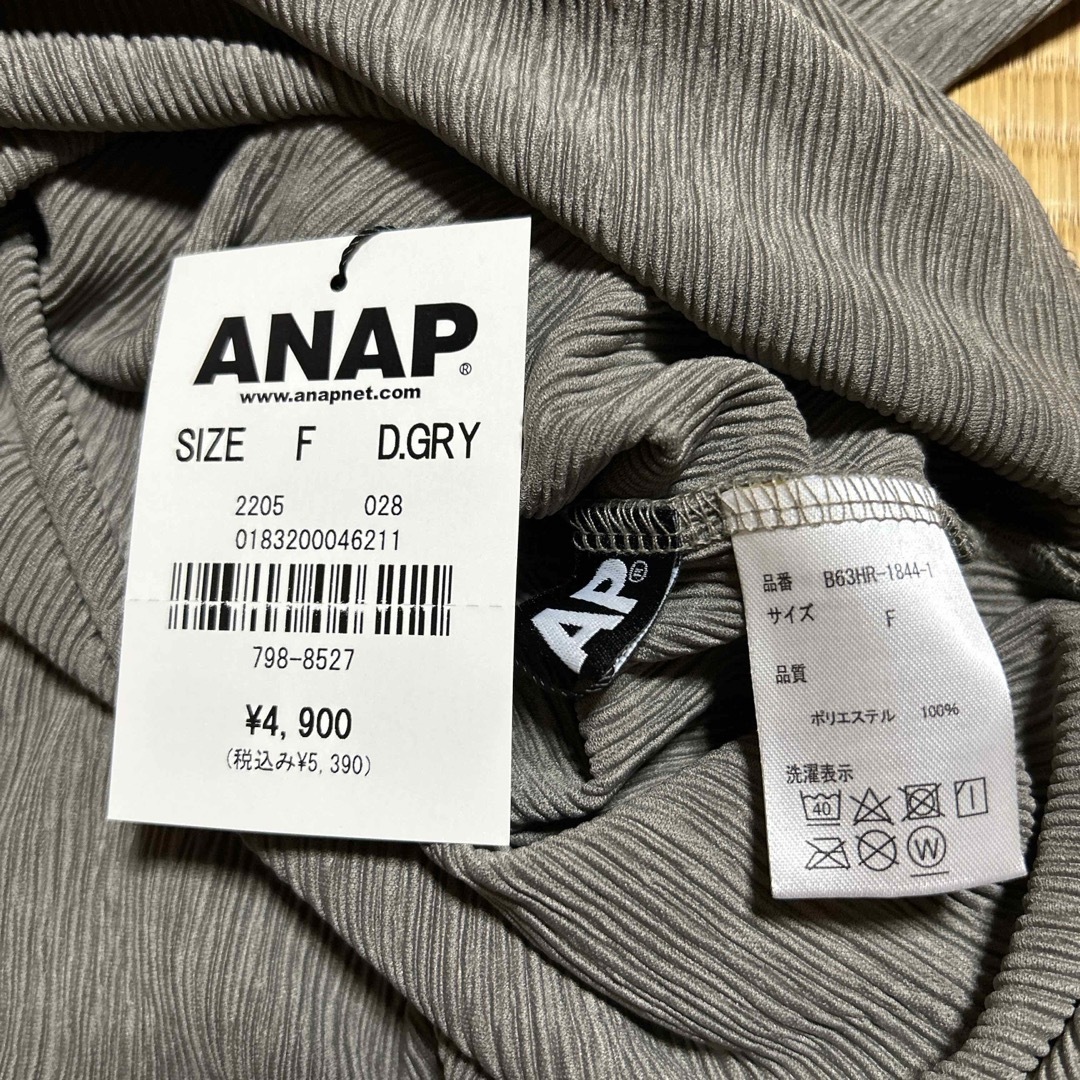 ANAP®
www.anapnet.com
SIZE F D.GRY
2205 028
0183200046211
798-8527
¥4,900
(税込み¥5,390)
AP®
品番 B63HR-1844-1
サイズ F
品質
ポリエステル 100%
洗濯表示
40
W